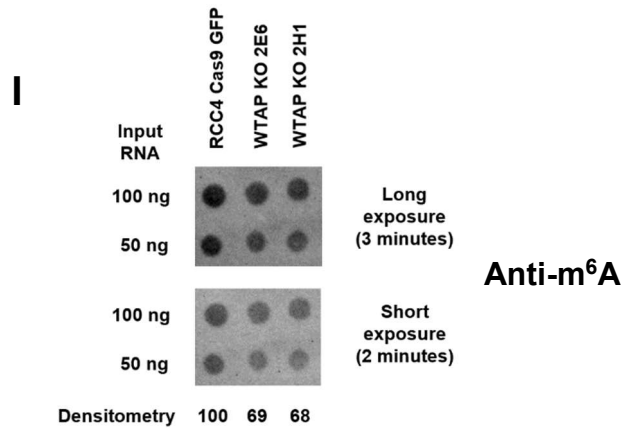 I
RCC4 Cas9 GFP
WTAP KO 2E6
WTAP KO 2H1
Input
RNA
100 ng
50 ng
Long
exposure
(3 minutes)
Anti-m⁶A
100 ng
50 ng
Short
exposure
(2 minutes)
Densitometry 100 69 68